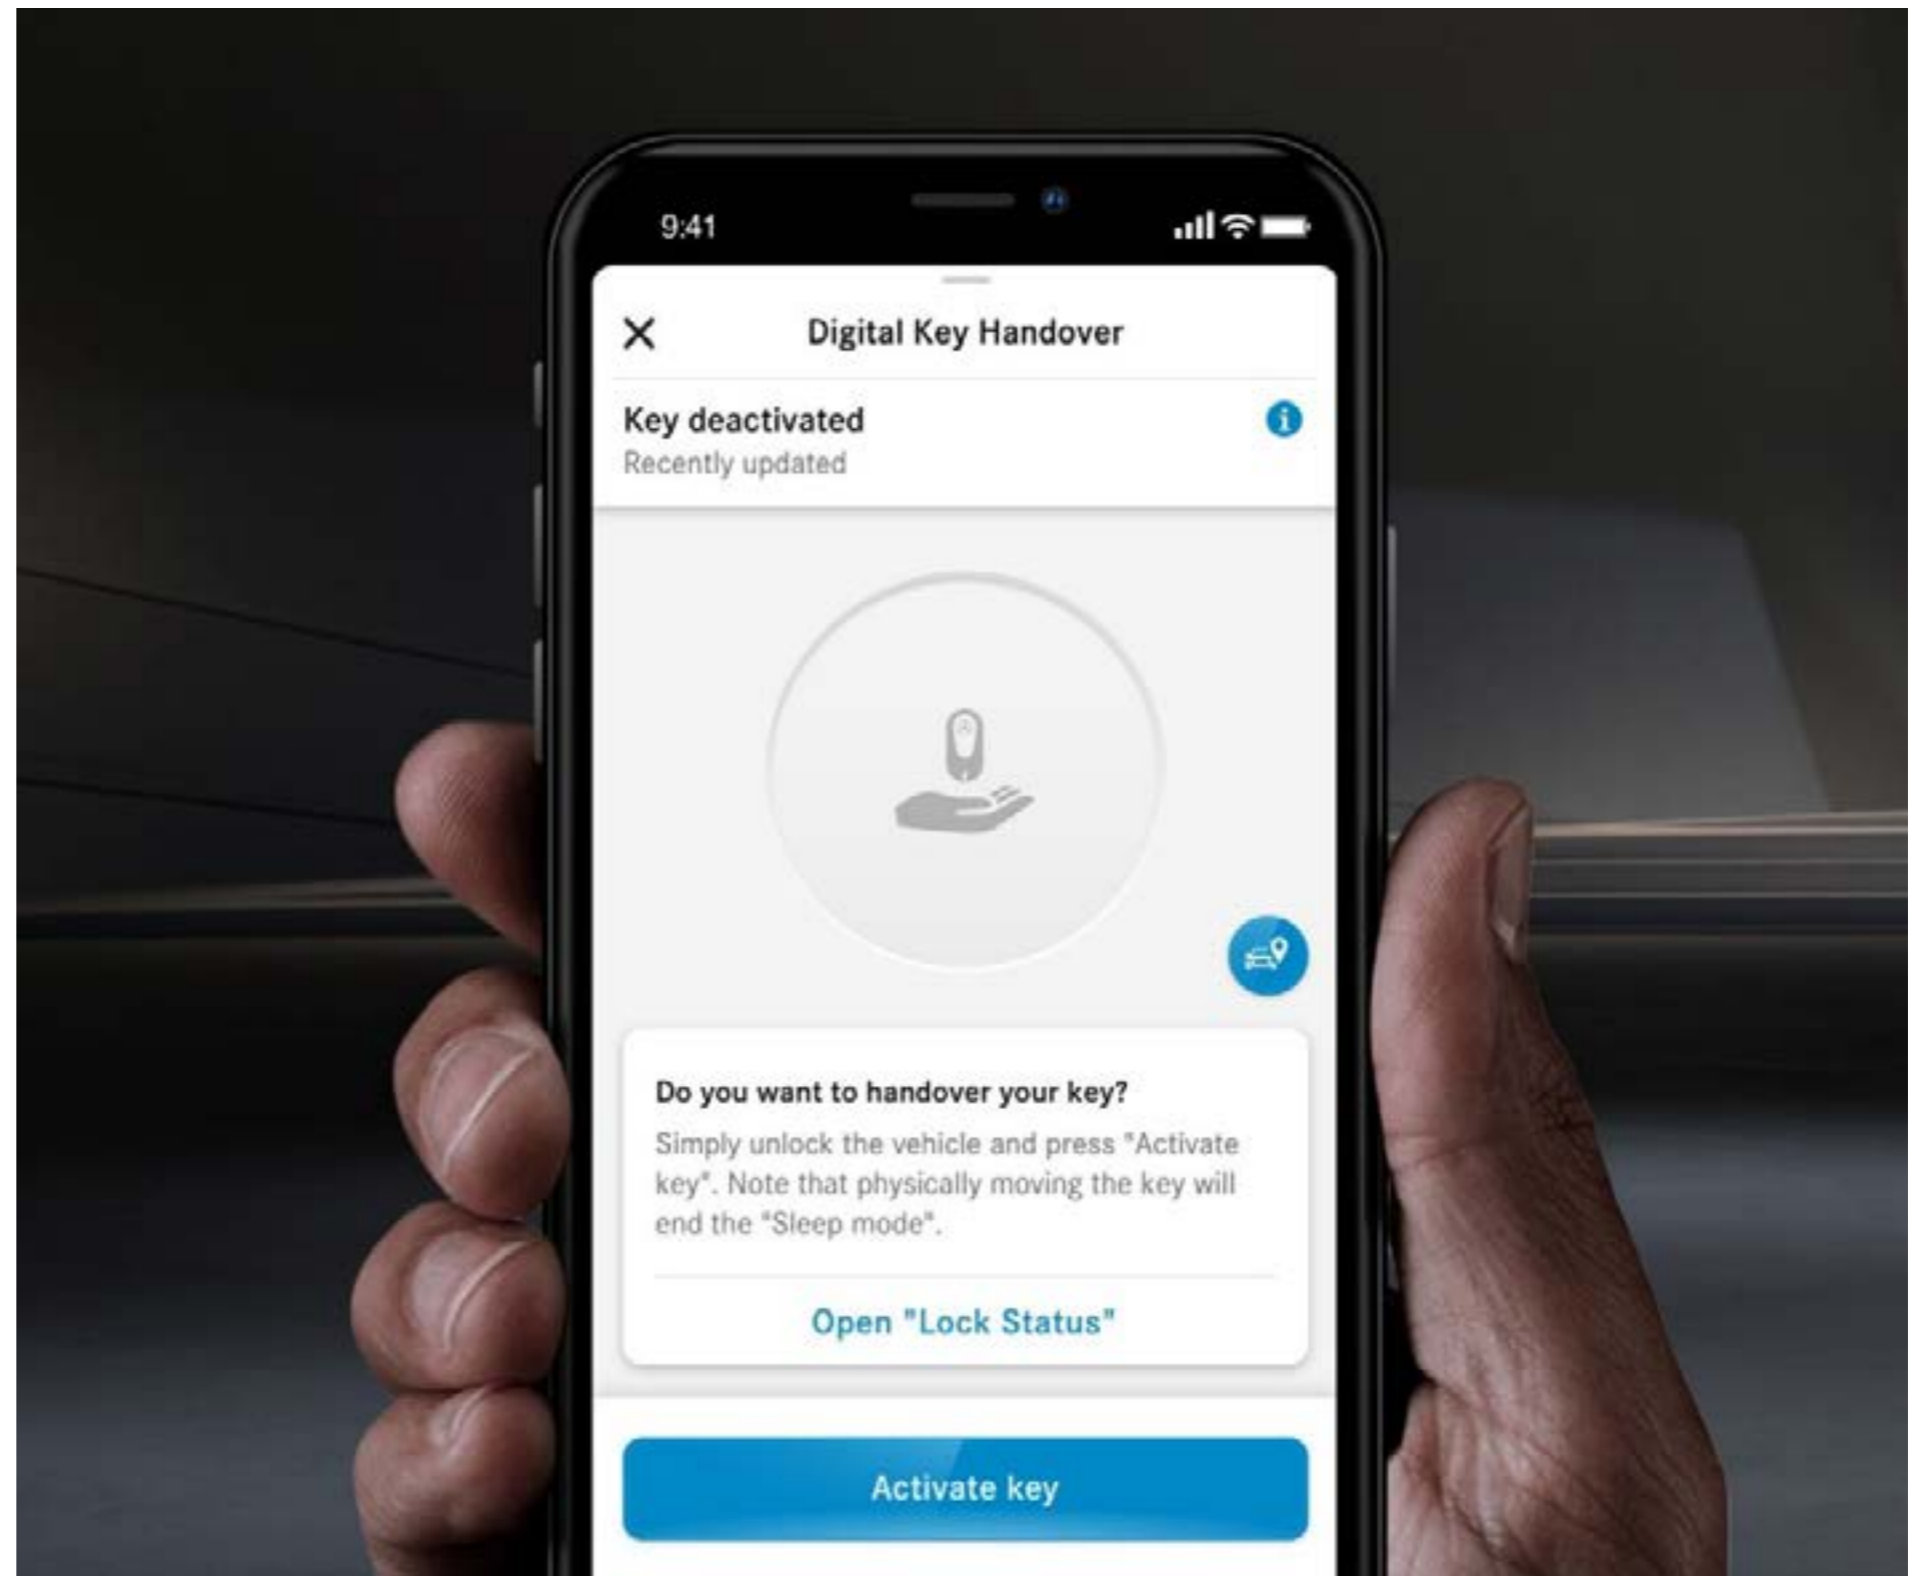 9:41
Digital Key Handover
Key deactivated
Recently updated
Do you want to handover your key?
Simply unlock the vehicle and press "Activate
key". Note that physically moving the key will
end the "Sleep mode".
Open "Lock Status"
Activate key